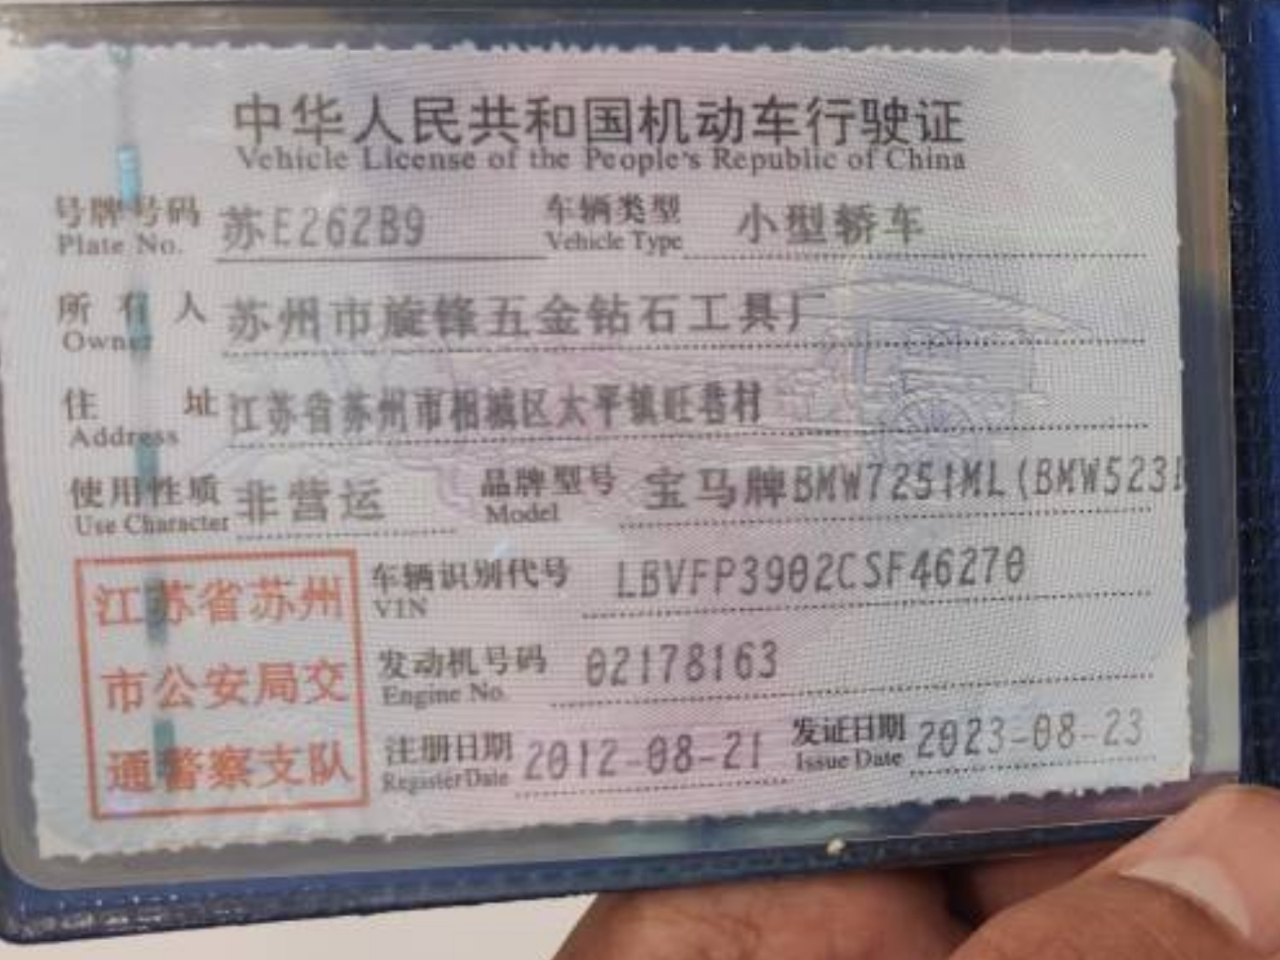 中华人民共和国机动车行驶证
Vehicle License of the People's Republic of China
号牌号码 苏E262B9 车辆类型 小型轿车
Plate No. Vehicle Type
所有人 苏州市旋锋五金钻石工具厂
Owner
住址 江苏省苏州市相城区太平镇旺巷村
Address
使用性质 非营运 品牌型号 宝马牌BMW7251ML(BMW5231
Use Character Model
江苏省苏州
市公安局交
通警察支队
车辆识别代号 LBVFP3902CSF46270
VIN
发动机号码 02178163
Engine No.
注册日期 2012-08-21 发证日期 2023-08-23
Register Date Issue Date